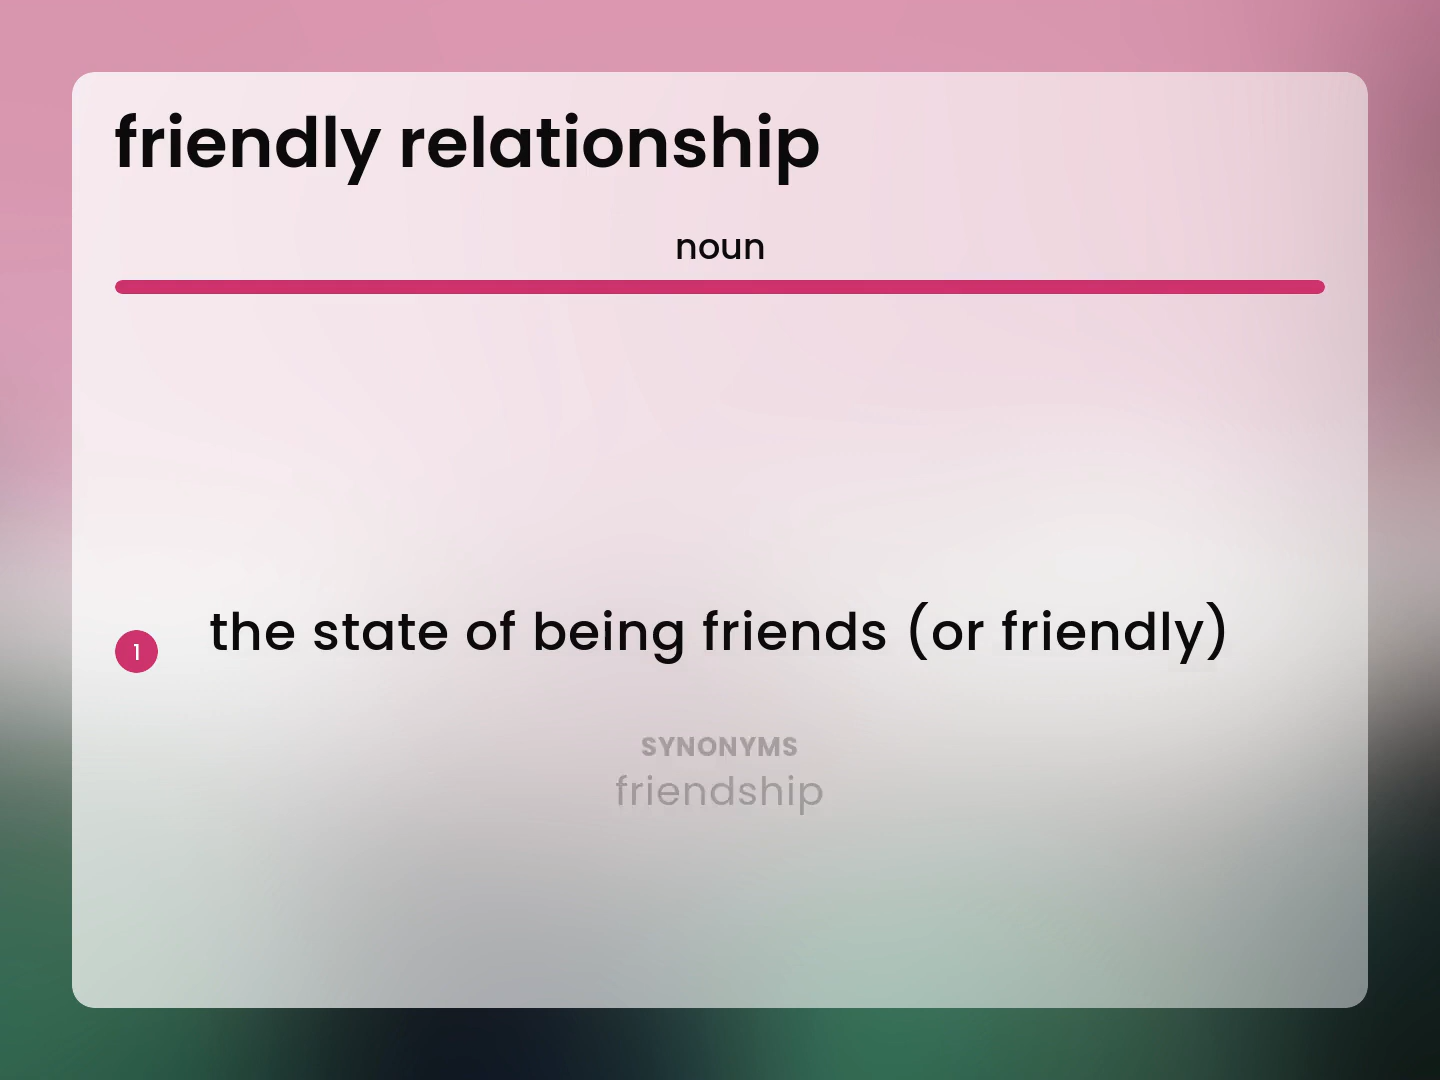 friendly relationship
noun
1 the state of being friends (or friendly)
SYNONYMS
friendship